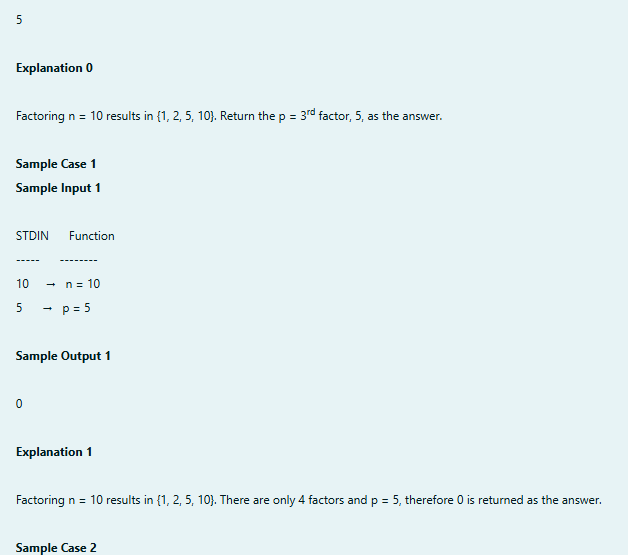 5
Explanation 0
Factoring n = 10 results in {1, 2, 5, 10}. Return the p = 3rd factor, 5, as the answer.
Sample Case 1
Sample Input 1
STDIN Function
----- --------
10 → n = 10
5 → p = 5
Sample Output 1
0
Explanation 1
Factoring n = 10 results in {1, 2, 5, 10}. There are only 4 factors and p = 5, therefore 0 is returned as the answer.
Sample Case 2